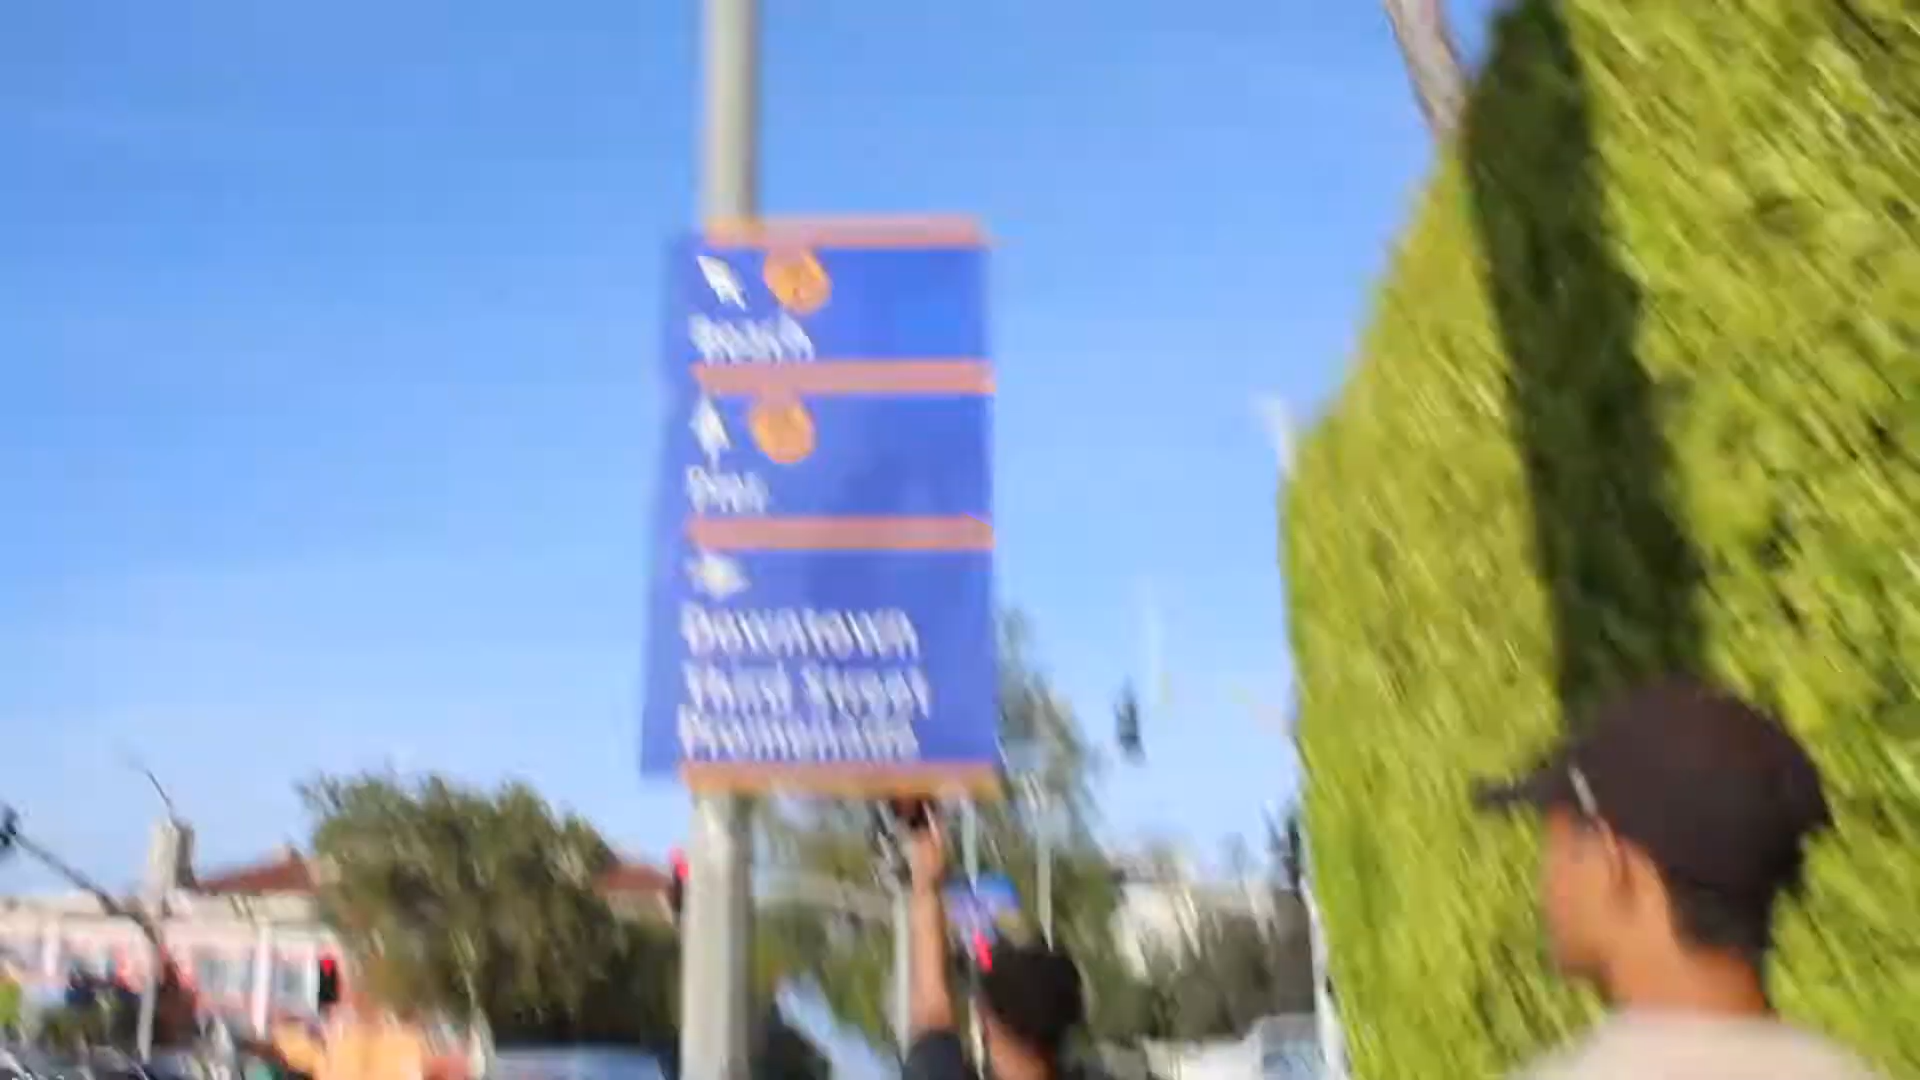 Beach
Pier
Downtown
Third Street
Promenade